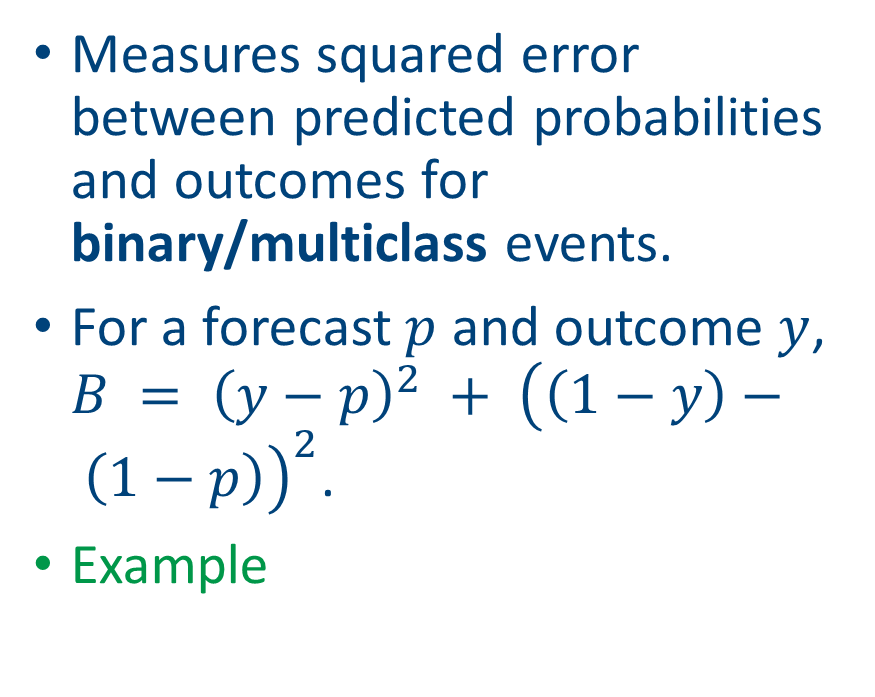 • Measures squared error
between predicted probabilities
and outcomes for
binary/multiclass events.
• For a forecast 𝑝 and outcome 𝑦,
𝐵 = (𝑦 − 𝑝)² + ((1 − 𝑦) −
(1 − 𝑝))².
• Example